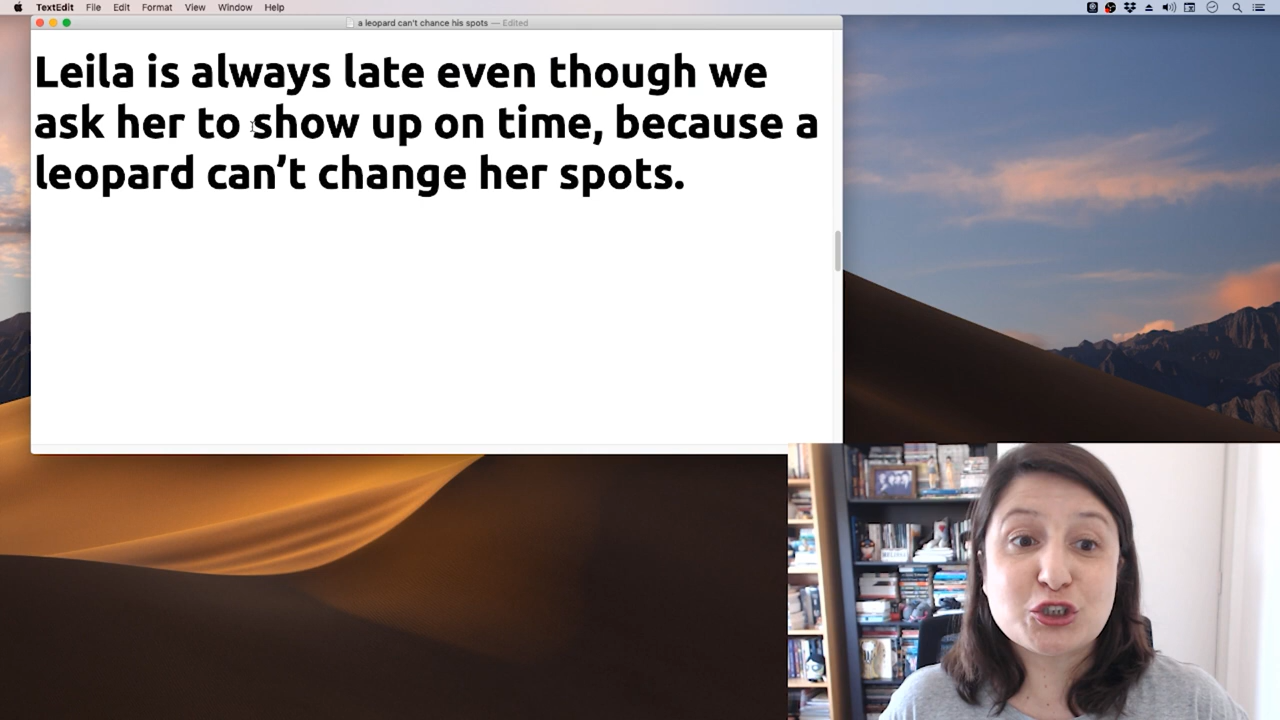 TextEdit File Edit Format View Window Help
a leopard can't chance his spots — Edited
Leila is always late even though we
ask her to show up on time, because a
leopard can’t change her spots.